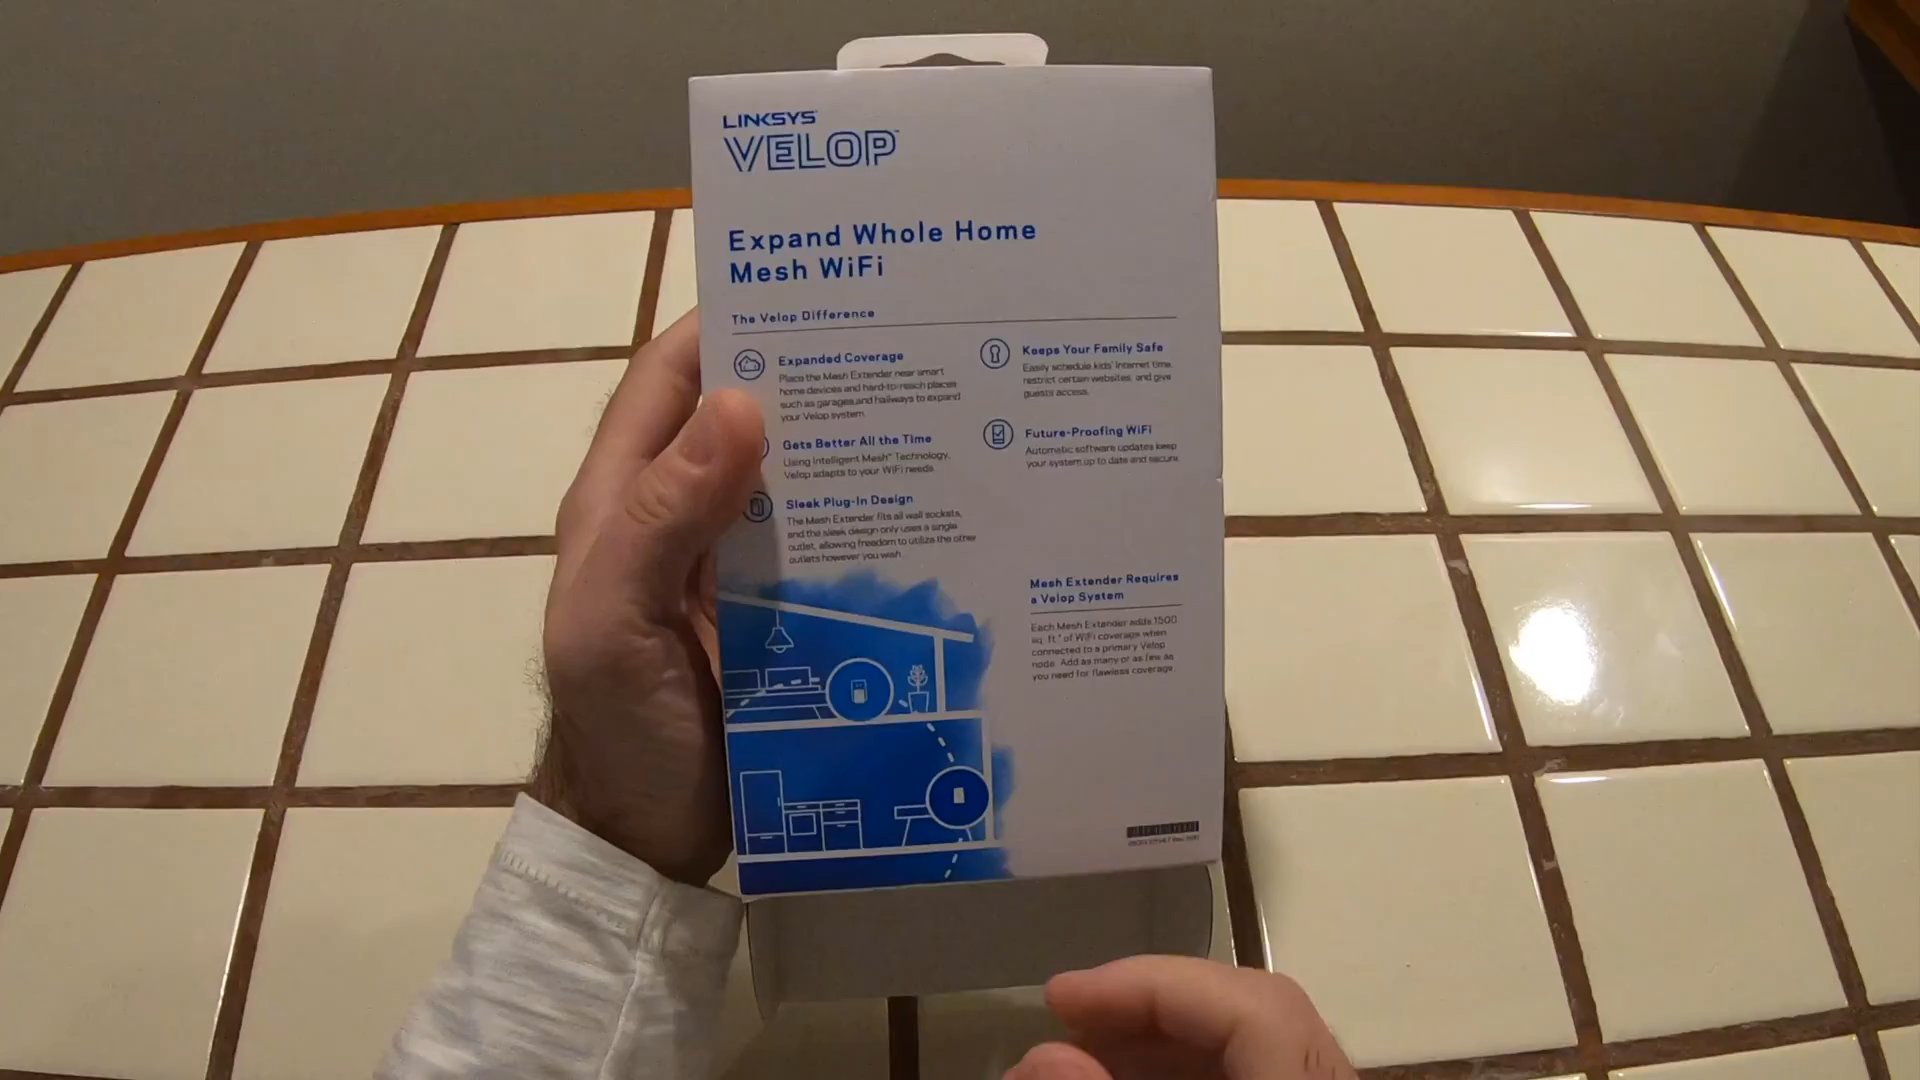 LINKSYS
VELOP™
Expand Whole Home
Mesh WiFi
The Velop Difference
Expanded Coverage
Place the Mesh Extender near smart
home devices and hard-to-reach places
such as garages and hallways to expand
your Velop system.
Gets Better All the Time
Using Intelligent Mesh™ Technology,
Velop adapts to your WiFi needs.
Sleek Plug-In Design
The Mesh Extender fits all wall sockets,
and the sleek design only uses a single
outlet, allowing freedom to utilize the other
outlets however you wish.
Keeps Your Family Safe
Easily schedule kids' Internet time,
restrict certain websites, and give
guests access.
Future-Proofing WiFi
Automatic software updates keep
your system up to date and secure.
Mesh Extender Requires
a Velop System
Each Mesh Extender adds 1500
sq. ft.* of WiFi coverage when
connected to a primary Velop
node. Add as many or as few as
you need for flawless coverage.